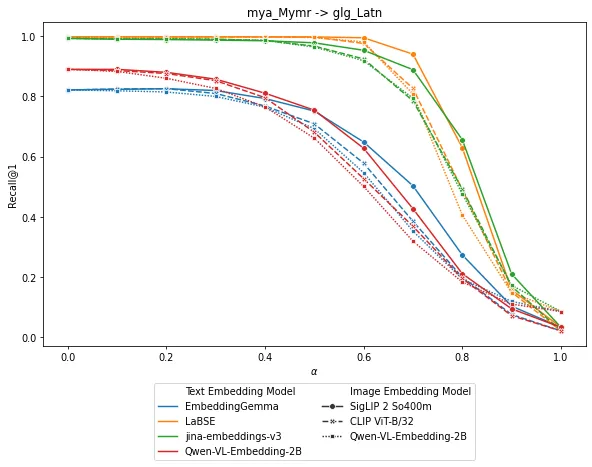 mya_Mymr -> glg_Latn
1.0
0.8
0.6
0.4
0.2
0.0
Recall@1
0.0 0.2 0.4 0.6 0.8 1.0
α
Text Embedding Model Image Embedding Model
EmbeddingGemma SigLIP 2 So400m
LaBSE CLIP ViT-B/32
jina-embeddings-v3 Qwen-VL-Embedding-2B
Qwen-VL-Embedding-2B